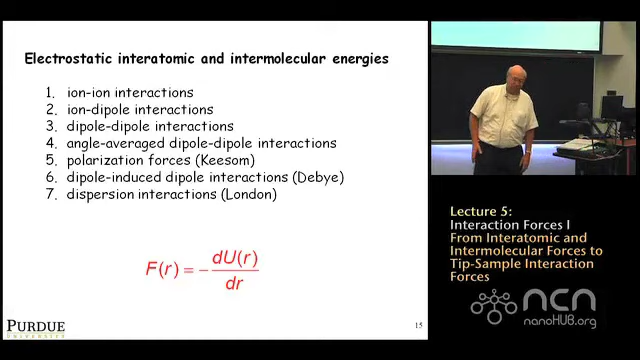 Electrostatic interatomic and intermolecular energies
1. ion-ion interactions
2. ion-dipole interactions
3. dipole-dipole interactions
4. angle-averaged dipole-dipole interactions
5. polarization forces (Keesom)
6. dipole-induced dipole interactions (Debye)
7. dispersion interactions (London)
F(r) = - dU(r)
dr
PURDUE
UNIVERSITY
15
Lecture 5:
Interaction Forces I
From Interatomic and
Intermolecular Forces to
Tip-Sample Interaction
Forces
ncn
nanoHUB.org